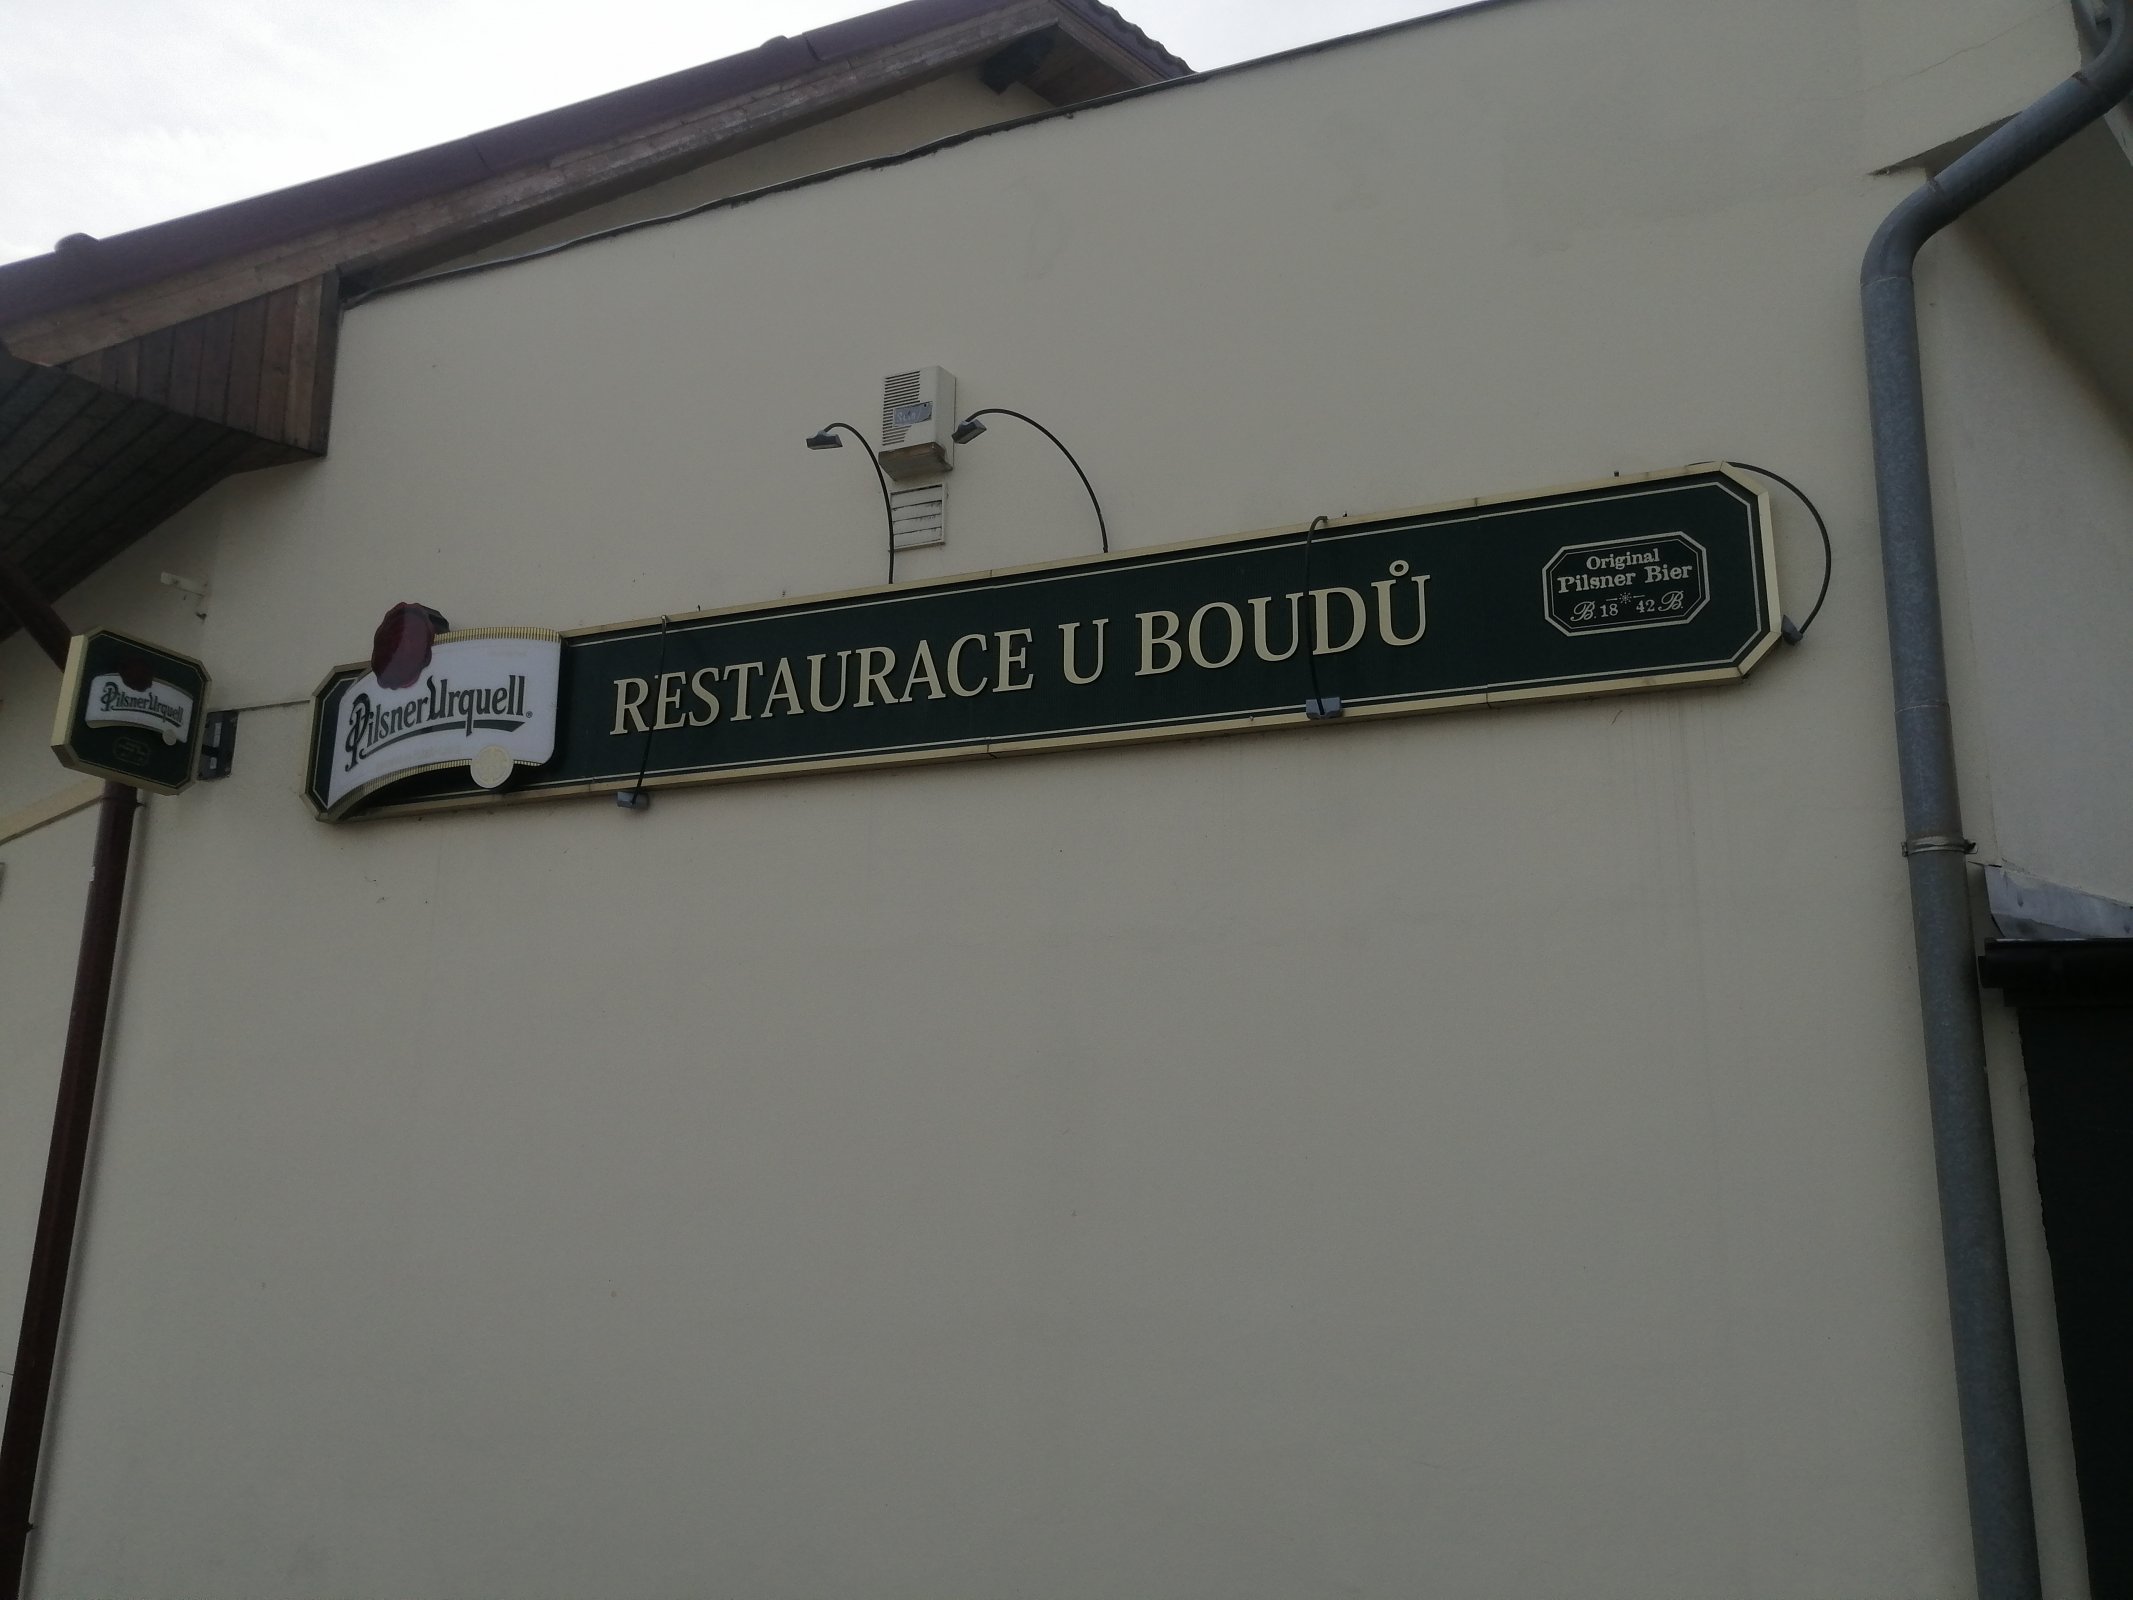 Pilsner Urquell
Pilsner Urquell
RESTAURACE U BOUDŮ
Original
Pilsner Bier
B. 18 42 B.